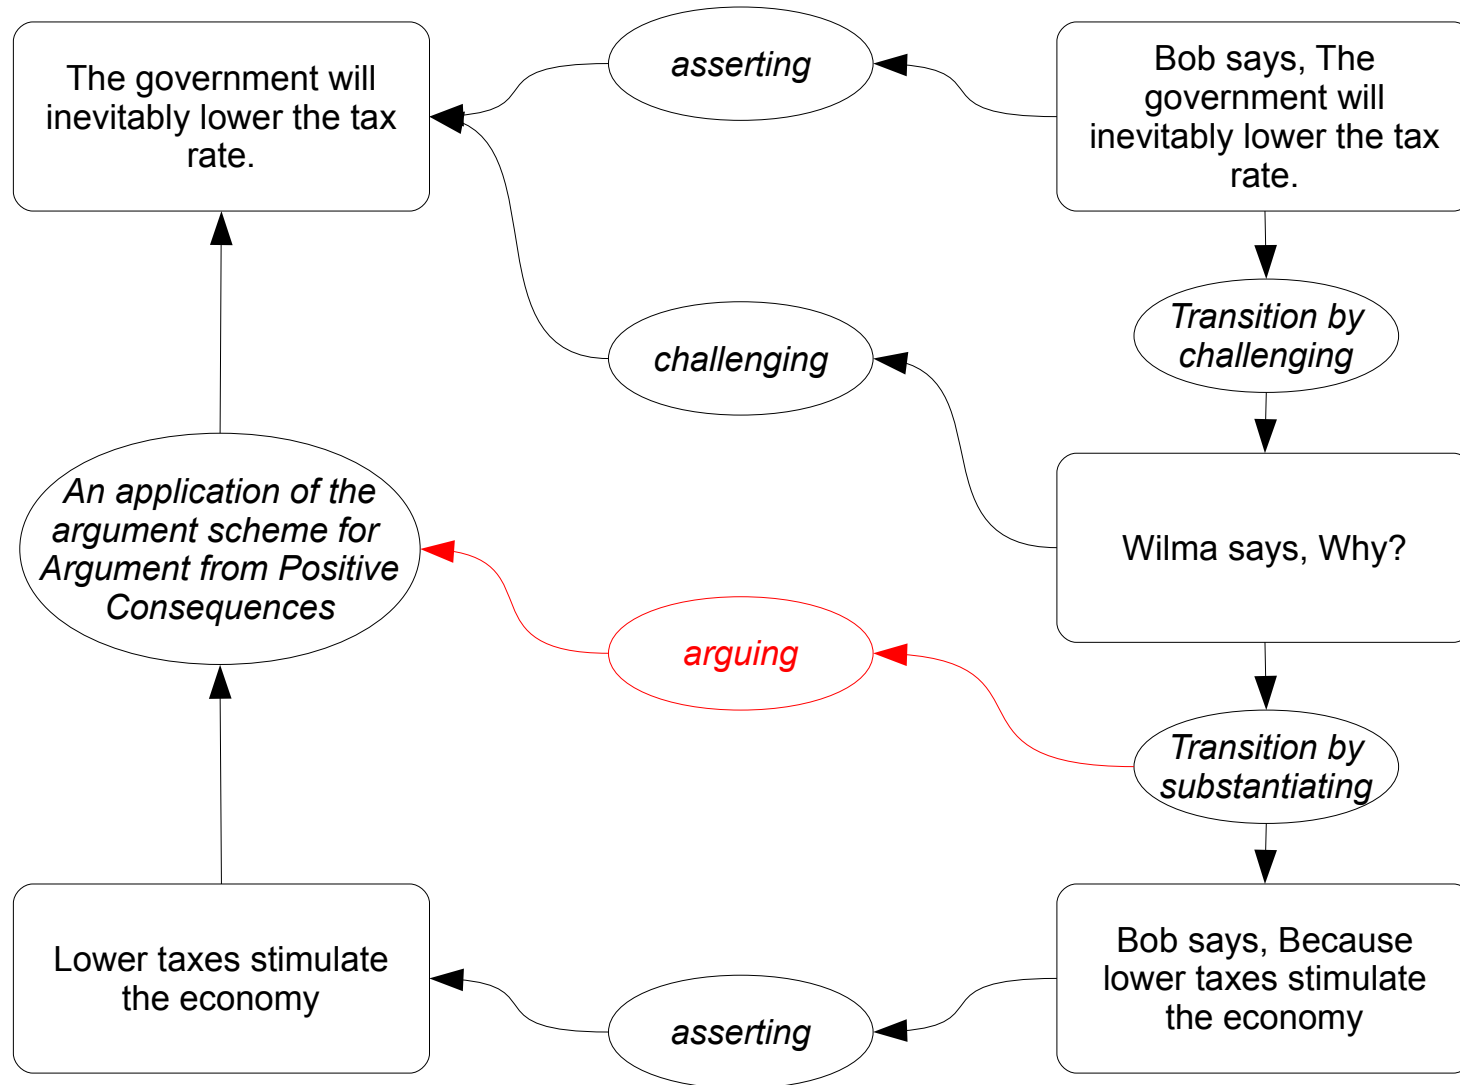 The government will
inevitably lower the tax
rate.
asserting
Bob says, The
government will
inevitably lower the tax
rate.
Transition by
challenging
challenging
An application of the
argument scheme for
Argument from Positive
Consequences
Wilma says, Why?
arguing
Transition by
substantiating
Lower taxes stimulate
the economy
asserting
Bob says, Because
lower taxes stimulate
the economy